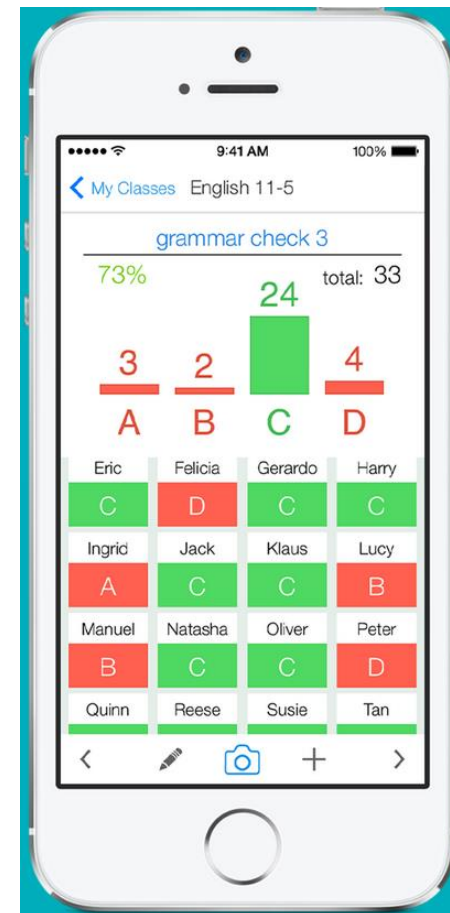 9:41 AM 100%
My Classes English 11-5
grammar check 3
73% total: 33
3 2 24 4
A B C D
Eric Felicia Gerardo Harry
C D C C
Ingrid Jack Klaus Lucy
A C C B
Manuel Natasha Oliver Peter
B C C D
Quinn Reese Susie Tan